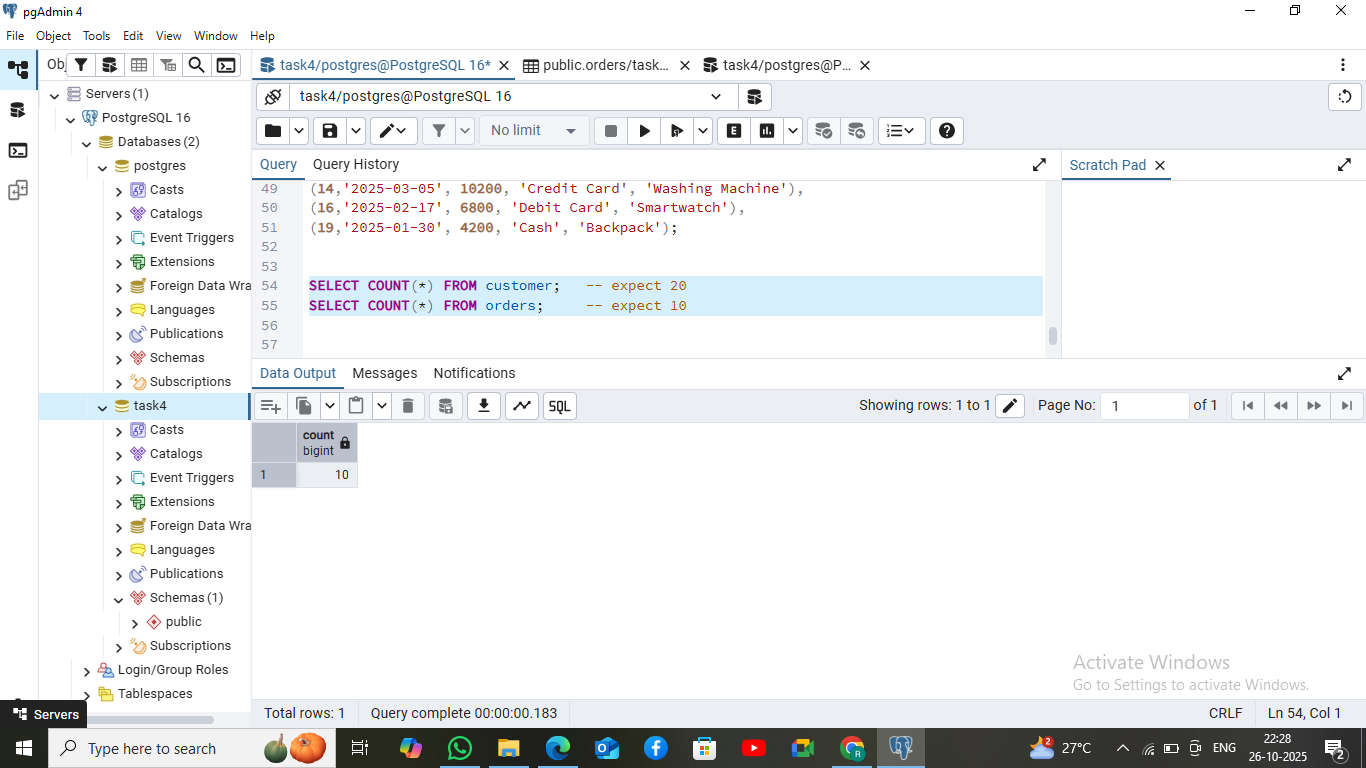 pgAdmin 4
File Object Tools Edit View Window Help
Ob
task4/postgres@PostgreSQL 16*
public.orders/task...
task4/postgres@P...
Servers (1)
PostgreSQL 16
Databases (2)
postgres
Casts
Catalogs
Event Triggers
Extensions
Foreign Data Wra
Languages
Publications
Schemas
Subscriptions
task4
Casts
Catalogs
Event Triggers
Extensions
Foreign Data Wra
Languages
Publications
Schemas (1)
public
Subscriptions
Login/Group Roles
Tablespaces
Servers
task4/postgres@PostgreSQL 16
No limit
E
Query Query History
Scratch Pad
49 (14,'2025-03-05', 10200, 'Credit Card', 'Washing Machine'),
50 (16,'2025-02-17', 6800, 'Debit Card', 'Smartwatch'),
51 (19,'2025-01-30', 4200, 'Cash', 'Backpack');
52
53
54 SELECT COUNT(*) FROM customer;   -- expect 20
55 SELECT COUNT(*) FROM orders;     -- expect 10
56
57
Data Output Messages Notifications
SQL
Showing rows: 1 to 1
Page No: 1 of 1
count
bigint
1 10
Activate Windows
Go to Settings to activate Windows.
Total rows: 1 Query complete 00:00:00.183 CRLF Ln 54, Col 1
Type here to search
2
27°C
ENG
22:28
26-10-2025
2